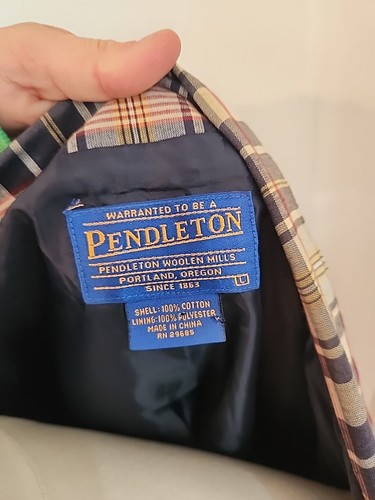 WARRANTED TO BE A
PENDLETON
PENDLETON WOOLEN MILLS
PORTLAND, OREGON
SINCE 1863
L
SHELL: 100% COTTON
LINING: 100% POLYESTER
MADE IN CHINA
RN 29685